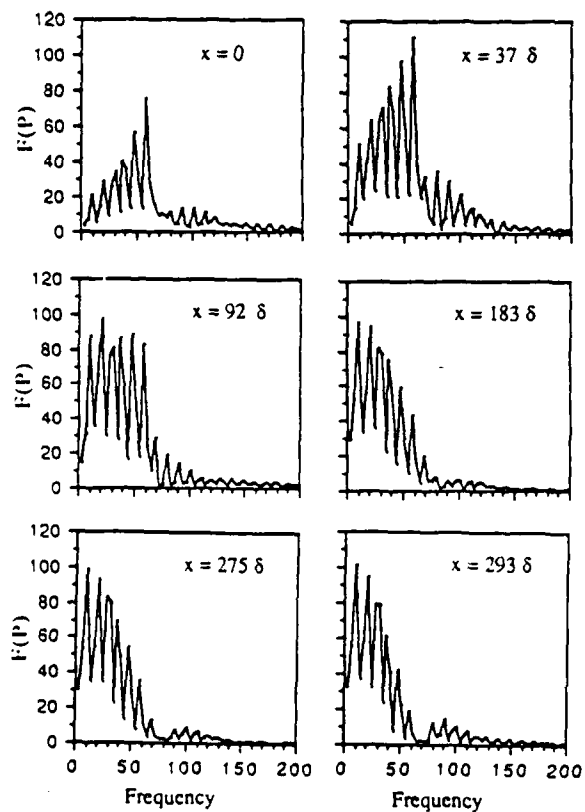 120
100
80
60
40
20
0
F(P)
x = 0
x = 37 δ
120
100
80
60
40
20
0
F(P)
x = 92 δ
x = 183 δ
120
100
80
60
40
20
0
F(P)
x = 275 δ
x = 293 δ
0 50 100 150 200
0 50 100 150 200
Frequency
Frequency